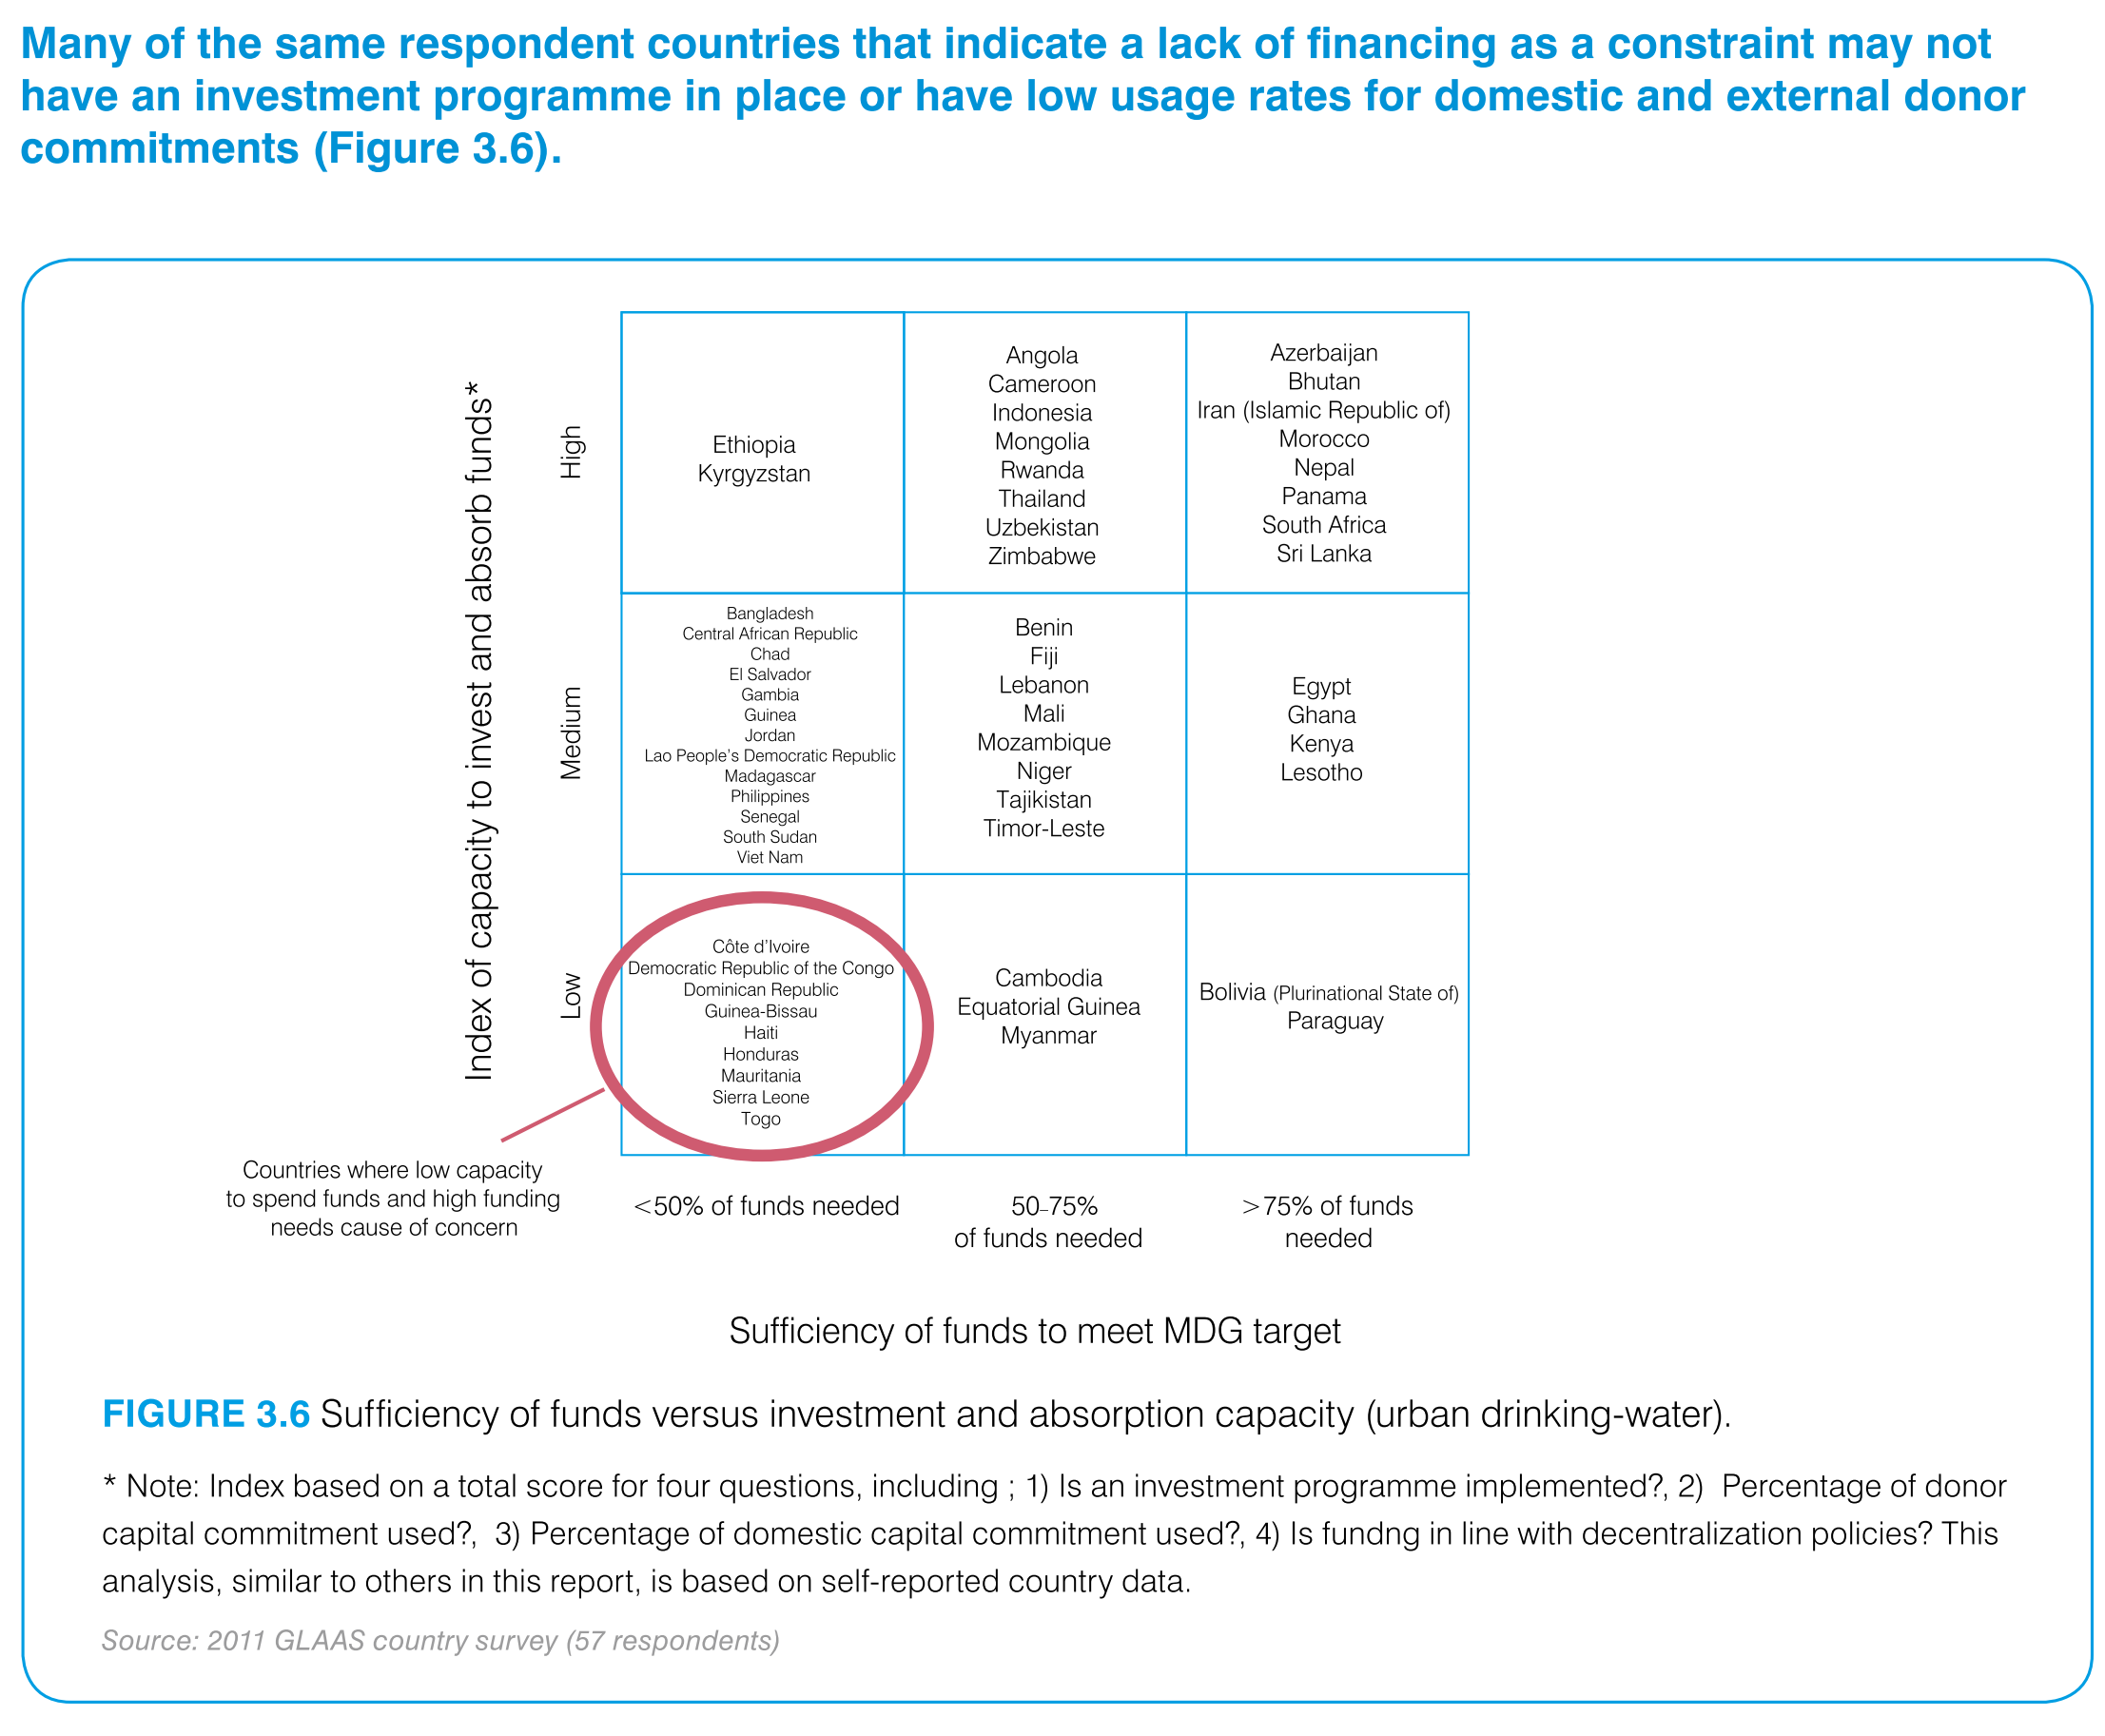 Many of the same respondent countries that indicate a lack of financing as a constraint may not
have an investment programme in place or have low usage rates for domestic and external donor
commitments (Figure 3.6).
Index of capacity to invest and absorb funds*
High
Ethiopia
Kyrgyzstan
Angola
Cameroon
Indonesia
Mongolia
Rwanda
Thailand
Uzbekistan
Zimbabwe
Azerbaijan
Bhutan
Iran (Islamic Republic of)
Morocco
Nepal
Panama
South Africa
Sri Lanka
Medium
Bangladesh
Central African Republic
Chad
El Salvador
Gambia
Guinea
Jordan
Lao People's Democratic Republic
Madagascar
Philippines
Senegal
South Sudan
Viet Nam
Benin
Fiji
Lebanon
Mali
Mozambique
Niger
Tajikistan
Timor-Leste
Egypt
Ghana
Kenya
Lesotho
Low
Côte d'Ivoire
Democratic Republic of the Congo
Dominican Republic
Guinea-Bissau
Haiti
Honduras
Mauritania
Sierra Leone
Togo
Cambodia
Equatorial Guinea
Myanmar
Bolivia (Plurinational State of)
Paraguay
Countries where low capacity
to spend funds and high funding
needs cause of concern
<50% of funds needed
50–75%
of funds needed
>75% of funds
needed
Sufficiency of funds to meet MDG target
FIGURE 3.6 Sufficiency of funds versus investment and absorption capacity (urban drinking-water).
* Note: Index based on a total score for four questions, including ; 1) Is an investment programme implemented?, 2) Percentage of donor
capital commitment used?, 3) Percentage of domestic capital commitment used?, 4) Is fundng in line with decentralization policies? This
analysis, similar to others in this report, is based on self-reported country data.
Source: 2011 GLAAS country survey (57 respondents)